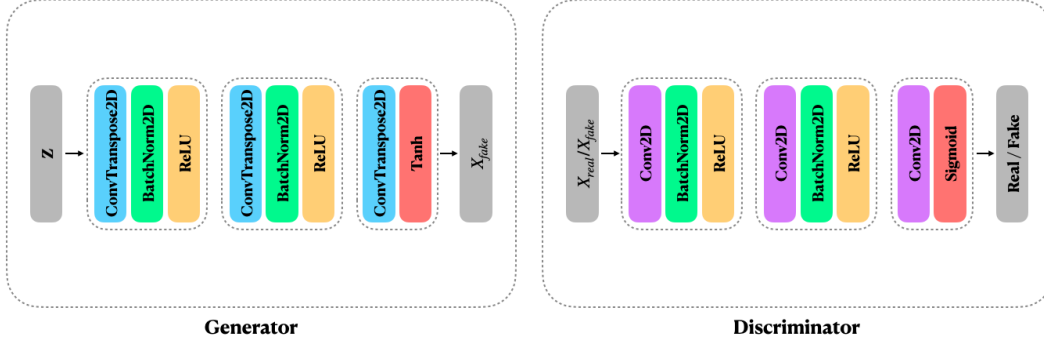 z
ConvTranspose2D
BatchNorm2D
ReLU
ConvTranspose2D
BatchNorm2D
ReLU
ConvTranspose2D
Tanh
X_fake
Generator
X_real/X_fake
Conv2D
BatchNorm2D
ReLU
Conv2D
BatchNorm2D
ReLU
Conv2D
Sigmoid
Real / Fake
Discriminator